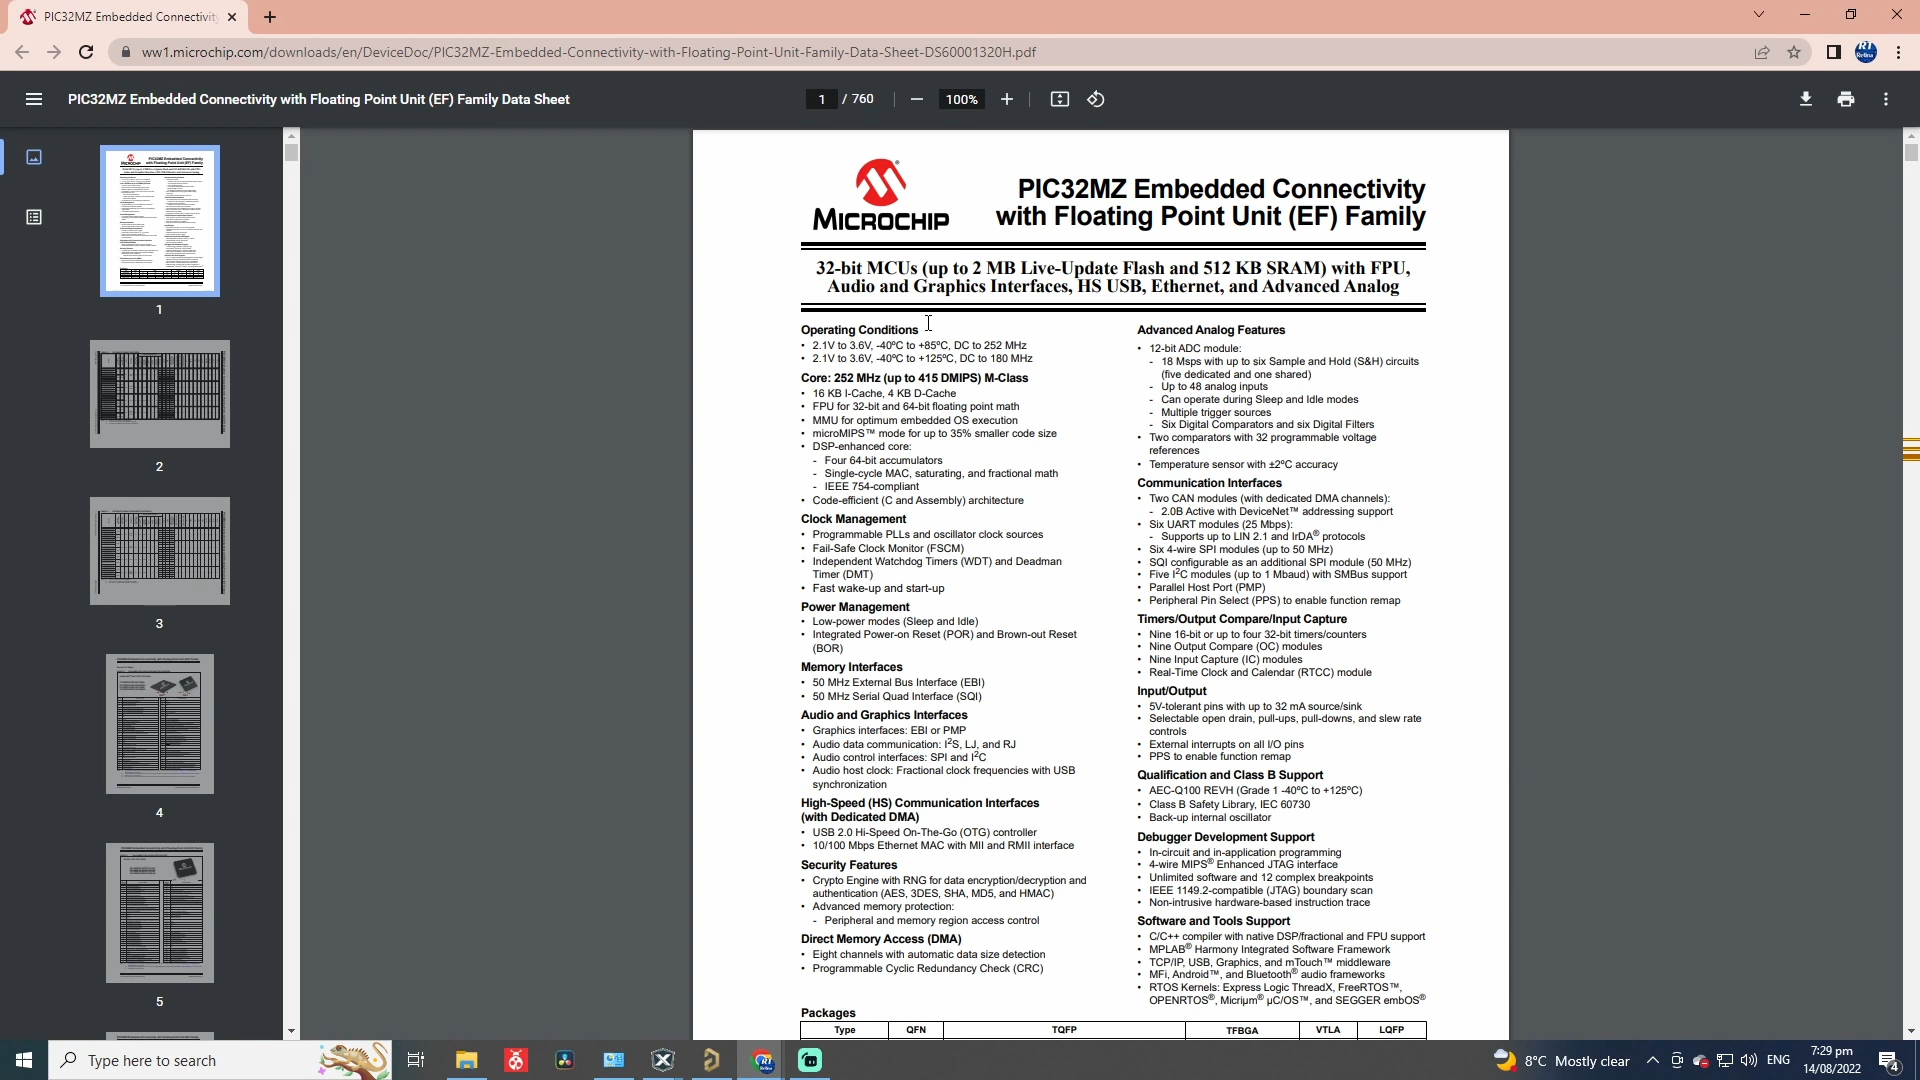 PIC32MZ Embedded Connectivity
ww1.microchip.com/downloads/en/DeviceDoc/PIC32MZ-Embedded-Connectivity-with-Floating-Point-Unit-Family-Data-Sheet-DS60001320H.pdf
PIC32MZ Embedded Connectivity with Floating Point Unit (EF) Family Data Sheet
1 / 760
100%
1
2
3
4
5
MICROCHIP
PIC32MZ Embedded Connectivity
with Floating Point Unit (EF) Family
32-bit MCUs (up to 2 MB Live-Update Flash and 512 KB SRAM) with FPU,
Audio and Graphics Interfaces, HS USB, Ethernet, and Advanced Analog
Operating Conditions
• 2.1V to 3.6V, -40ºC to +85ºC, DC to 252 MHz
• 2.1V to 3.6V, -40ºC to +125ºC, DC to 180 MHz
Core: 252 MHz (up to 415 DMIPS) M-Class
• 16 KB I-Cache, 4 KB D-Cache
• FPU for 32-bit and 64-bit floating point math
• MMU for optimum embedded OS execution
• microMIPS™ mode for up to 35% smaller code size
• DSP-enhanced core:
- Four 64-bit accumulators
- Single-cycle MAC, saturating, and fractional math
- IEEE 754-compliant
• Code-efficient (C and Assembly) architecture
Clock Management
• Programmable PLLs and oscillator clock sources
• Fail-Safe Clock Monitor (FSCM)
• Independent Watchdog Timers (WDT) and Deadman
Timer (DMT)
• Fast wake-up and start-up
Power Management
• Low-power modes (Sleep and Idle)
• Integrated Power-on Reset (POR) and Brown-out Reset
(BOR)
Memory Interfaces
• 50 MHz External Bus Interface (EBI)
• 50 MHz Serial Quad Interface (SQI)
Audio and Graphics Interfaces
• Graphics interfaces: EBI or PMP
• Audio data communication: I2S, LJ, and RJ
• Audio control interfaces: SPI and I2C
• Audio host clock: Fractional clock frequencies with USB
synchronization
High-Speed (HS) Communication Interfaces
(with Dedicated DMA)
• USB 2.0 Hi-Speed On-The-Go (OTG) controller
• 10/100 Mbps Ethernet MAC with MII and RMII interface
Security Features
• Crypto Engine with RNG for data encryption/decryption and
authentication (AES, 3DES, SHA, MD5, and HMAC)
• Advanced memory protection:
- Peripheral and memory region access control
Direct Memory Access (DMA)
• Eight channels with automatic data size detection
• Programmable Cyclic Redundancy Check (CRC)
Advanced Analog Features
• 12-bit ADC module:
- 18 Msps with up to six Sample and Hold (S&H) circuits
(five dedicated and one shared)
- Up to 48 analog inputs
- Can operate during Sleep and Idle modes
- Multiple trigger sources
- Six Digital Comparators and six Digital Filters
• Two comparators with 32 programmable voltage
references
• Temperature sensor with ±2ºC accuracy
Communication Interfaces
• Two CAN modules (with dedicated DMA channels):
- 2.0B Active with DeviceNet™ addressing support
• Six UART modules (25 Mbps):
- Supports up to LIN 2.1 and IrDA® protocols
• Six 4-wire SPI modules (up to 50 MHz)
• SQI configurable as an additional SPI module (50 MHz)
• Five I2C modules (up to 1 Mbaud) with SMBus support
• Parallel Host Port (PMP)
• Peripheral Pin Select (PPS) to enable function remap
Timers/Output Compare/Input Capture
• Nine 16-bit or up to four 32-bit timers/counters
• Nine Output Compare (OC) modules
• Nine Input Capture (IC) modules
• Real-Time Clock and Calendar (RTCC) module
Input/Output
• 5V-tolerant pins with up to 32 mA source/sink
• Selectable open drain, pull-ups, pull-downs, and slew rate
controls
• External interrupts on all I/O pins
• PPS to enable function remap
Qualification and Class B Support
• AEC-Q100 REVH (Grade 1 -40ºC to +125ºC)
• Class B Safety Library, IEC 60730
• Back-up internal oscillator
Debugger Development Support
• In-circuit and in-application programming
• 4-wire MIPS® Enhanced JTAG interface
• Unlimited software and 12 complex breakpoints
• IEEE 1149.2-compatible (JTAG) boundary scan
• Non-intrusive hardware-based instruction trace
Software and Tools Support
• C/C++ compiler with native DSP/fractional and FPU support
• MPLAB® Harmony Integrated Software Framework
• TCP/IP, USB, Graphics, and mTouch™ middleware
• MFi, Android™, and Bluetooth® audio frameworks
• RTOS Kernels: Express Logic ThreadX, FreeRTOS™,
OPENRTOS®, Micriµm® µC/OS™, and SEGGER embOS®
Packages
Type QFN TQFP TFBGA VTLA LQFP
Type here to search
8°C Mostly clear
ENG
7:29 pm
14/08/2022
4